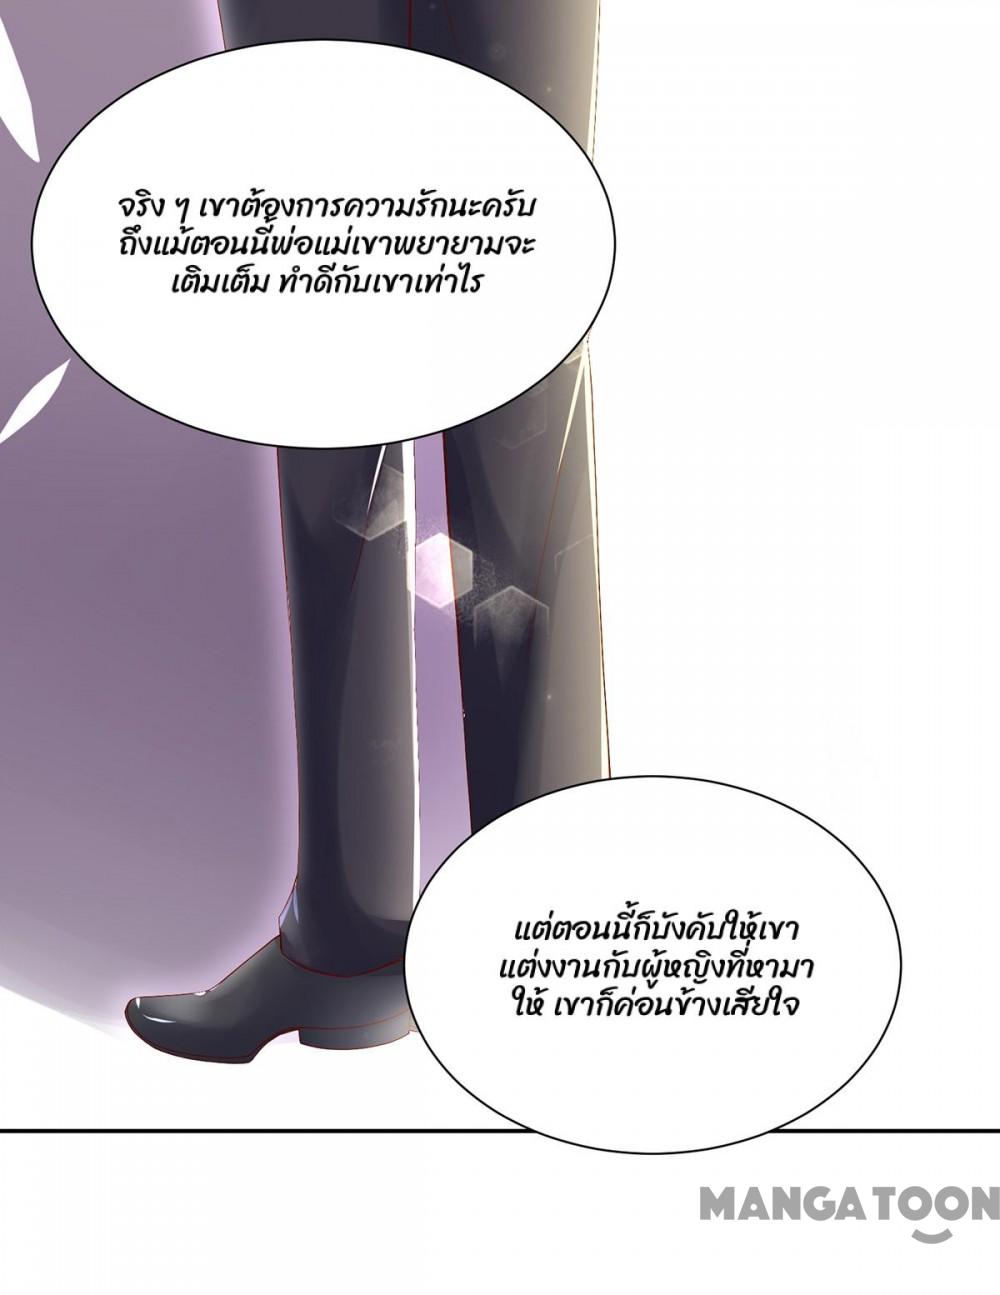 จริง ๆ เขาต้องการความรักนะครับ
ถึงแม้ตอนนี้พ่อแม่เขาพยายามจะ
เติมเต็ม ทำดีกับเขาเท่าไร
แต่ตอนนี้ก็บังคับให้เขา
แต่งงานกับผู้หญิงที่หามา
ให้ เขาก็ค่อนข้างเสียใจ
MANGATOON